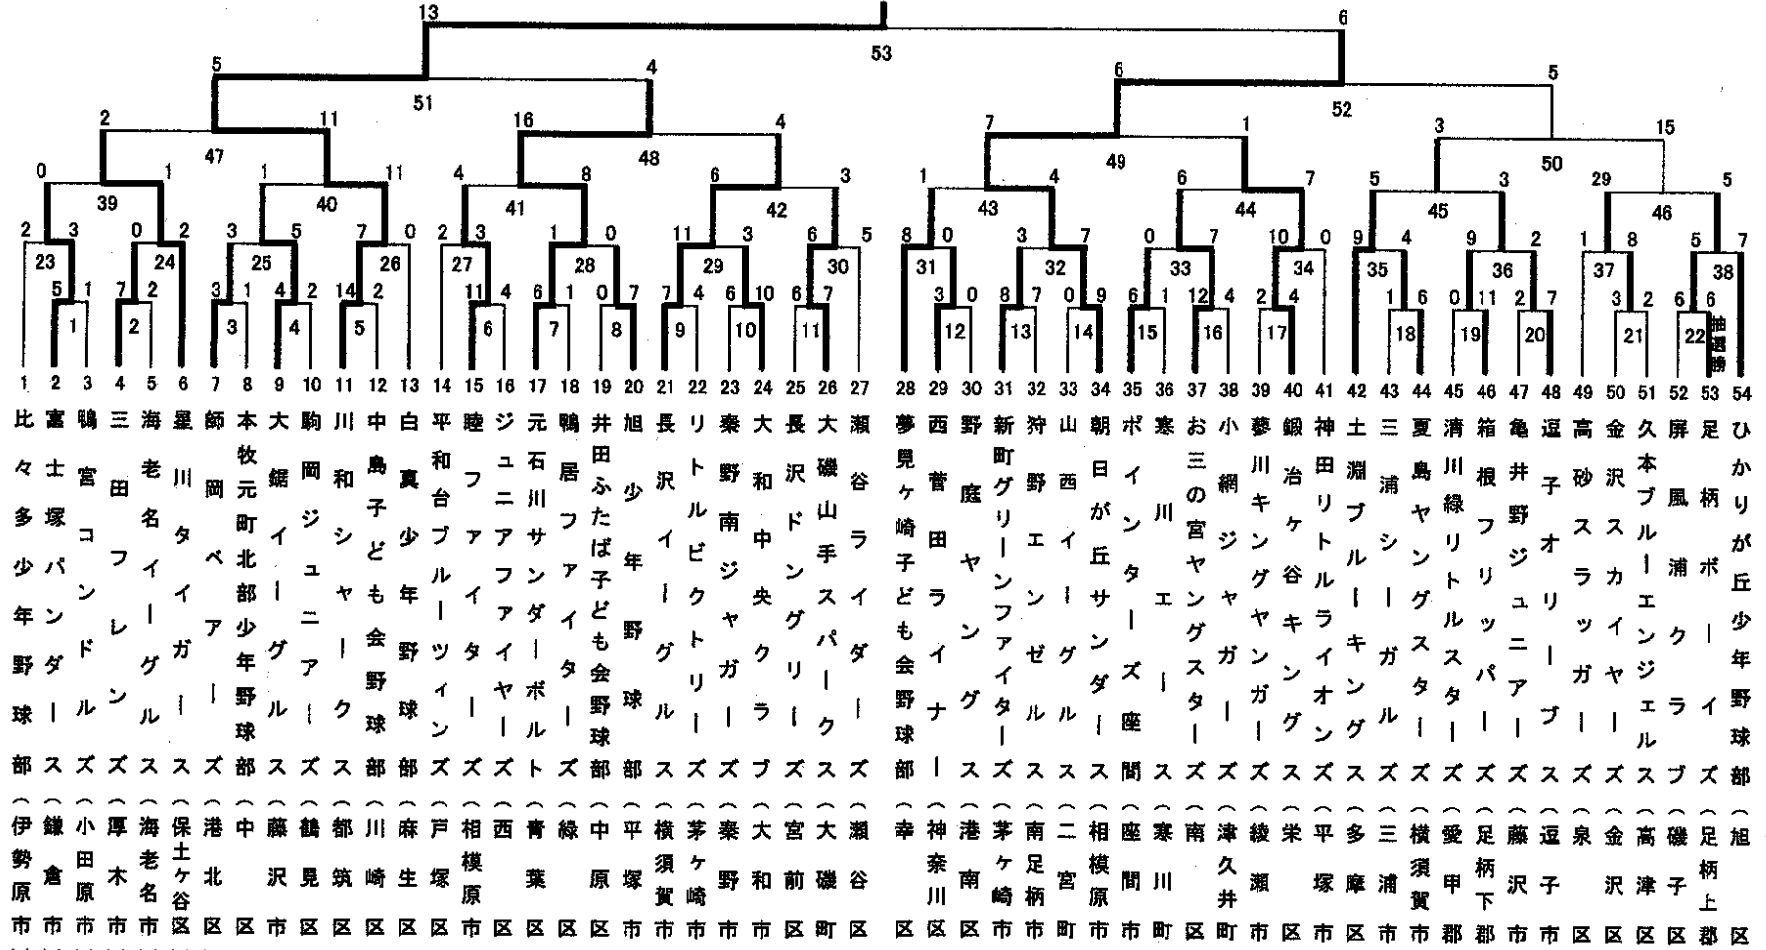 13 6
53
5 4 6 5
51 52
2 11 16 4 7 1 3 15
47 48 49 50
0 1 1 11 4 8 6 3 1 4 6 7 5 3 29 5
39 40 41 42 43 44 45 46
2 3 0 2 3 5 7 0 2 3 1 0 11 3 6 5 8 0 3 7 0 7 10 0 9 4 9 2 1 8 5 7
23 24 25 26 27 28 29 30 31 32 33 34 35 36 37 38
5 1 7 2 3 1 4 2 14 2 11 4 6 1 0 7 7 4 6 10 6 7 3 0 8 7 0 9 6 1 12 4 2 4 1 6 0 11 2 7 3 2 6 6
1 2 3 4 5 6 7 8 9 10 11 12 13 14 15 16 17 18 19 20 21 22
抽選勝
1 比々多少年野球部(伊勢原市
2 富士塚パンダース(鎌倉市
3 鴨宮コンドルズ(小田原市
4 三田フレンズ(厚木市
5 海老名イーグルス(海老名市
6 星川タイガース(保土ヶ谷区
7 師岡ベアーズ(港北区
8 本牧元町北部少年野球部(中区
9 大鋸イーグルス(藤沢市
10 駒岡ジュニアーズ(鶴見区
11 川和シャークス(都筑区
12 中島子ども会野球部(川崎区
13 白真少年野球部(麻生区
14 平和台ブルーツィンズ(戸塚区
15 睦ファイターズ(相模原市
16 ジュニアファイヤーズ(西区
17 元石川サンダーボルト(青葉区
18 鴨居ファイターズ(緑区
19 井田ふたば子ども会野球部(中原区
20 旭少年野球部(平塚市
21 長沢イーグルス(横須賀市
22 リトルビクトリーズ(茅ヶ崎市
23 秦野南ジャガーズ(秦野市
24 大和中央クラブ(大和市
25 長沢ドングリーズ(宮前区
26 大磯山手スパークス(大磯町
27 瀬谷ライダーズ(瀬谷区
28 夢見ヶ崎子ども会野球部(幸区
29 西菅田ライナー(神奈川区
30 野庭ヤングス(港南区
31 新町グリーンファイターズ(茅ヶ崎市
32 狩野エンゼルス(南足柄市
33 山西イーグルス(二宮町
34 朝日が丘サンダース(相模原市
35 ポインターズ座間(座間市
36 寒川エース(寒川町
37 お三の宮ヤングスターズ(南区
38 小網ジャガーズ(津久井町
39 蓼川キングヤンガーズ(綾瀬市
40 鍛冶ヶ谷キングス(栄区
41 神田リトルライオンズ(平塚市
42 土淵ブルーキングス(多摩区
43 三浦シーガルズ(三浦市
44 夏島ヤングスターズ(横須賀市
45 清川緑リトルスターズ(愛甲郡
46 箱根フリッパーズ(足柄下郡
47 亀井野ジュニアーズ(藤沢市
48 逗子オリーブス(逗子市
49 高砂スラッガーズ(泉区
50 金沢スカイヤーズ(金沢区
51 久本ブルーエンジェルス(高津区
52 屏風浦クラブ(磯子区
53 足柄ボーイズ(足柄上郡
54 ひかりが丘少年野球部(旭区